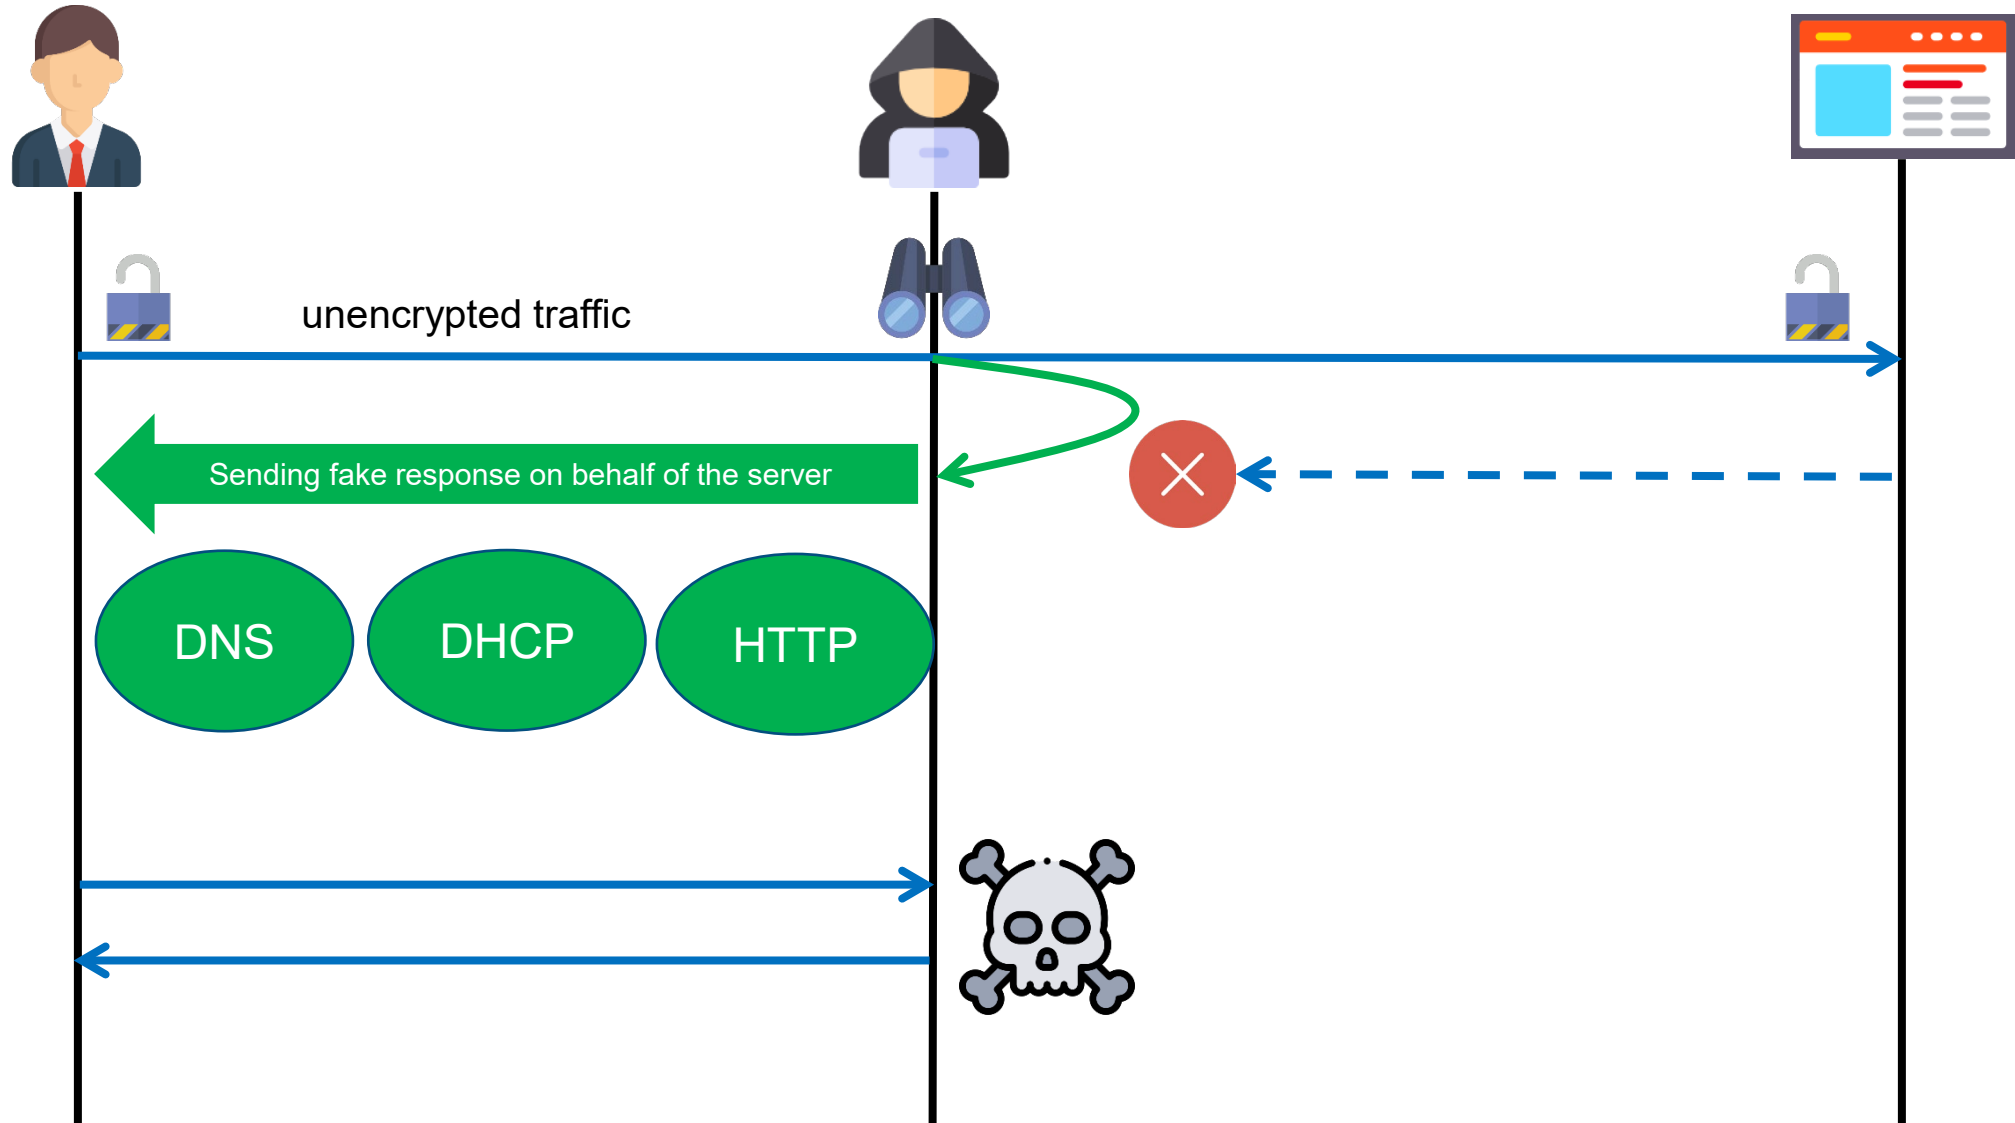 unencrypted traffic
Sending fake response on behalf of the server
DNS
DHCP
HTTP